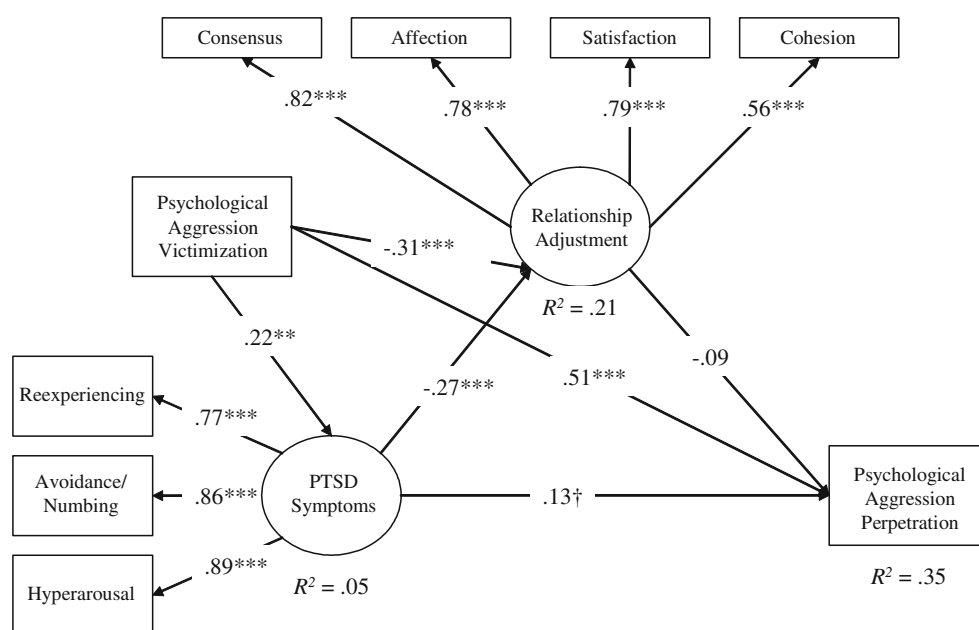 Consensus
Affection
Satisfaction
Cohesion
.82***
.78***
.79***
.56***
Psychological
Aggression
Victimization
Relationship
Adjustment
-.31***
R² = .21
.22**
-.27***
.51***
-.09
Reexperiencing
.77***
Avoidance/
Numbing
.86***
PTSD
Symptoms
.13†
Psychological
Aggression
Perpetration
Hyperarousal
.89***
R² = .05
R² = .35